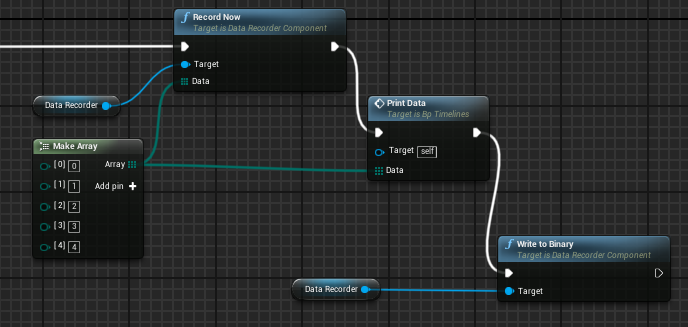 Record Now
Target is Data Recorder Component
Target
Data
Data Recorder
Print Data
Target is Bp Timelines
Target self
Data
Make Array
[0] 0 Array
[1] 1 Add pin
[2] 2
[3] 3
[4] 4
Write to Binary
Target is Data Recorder Component
Data Recorder
Target